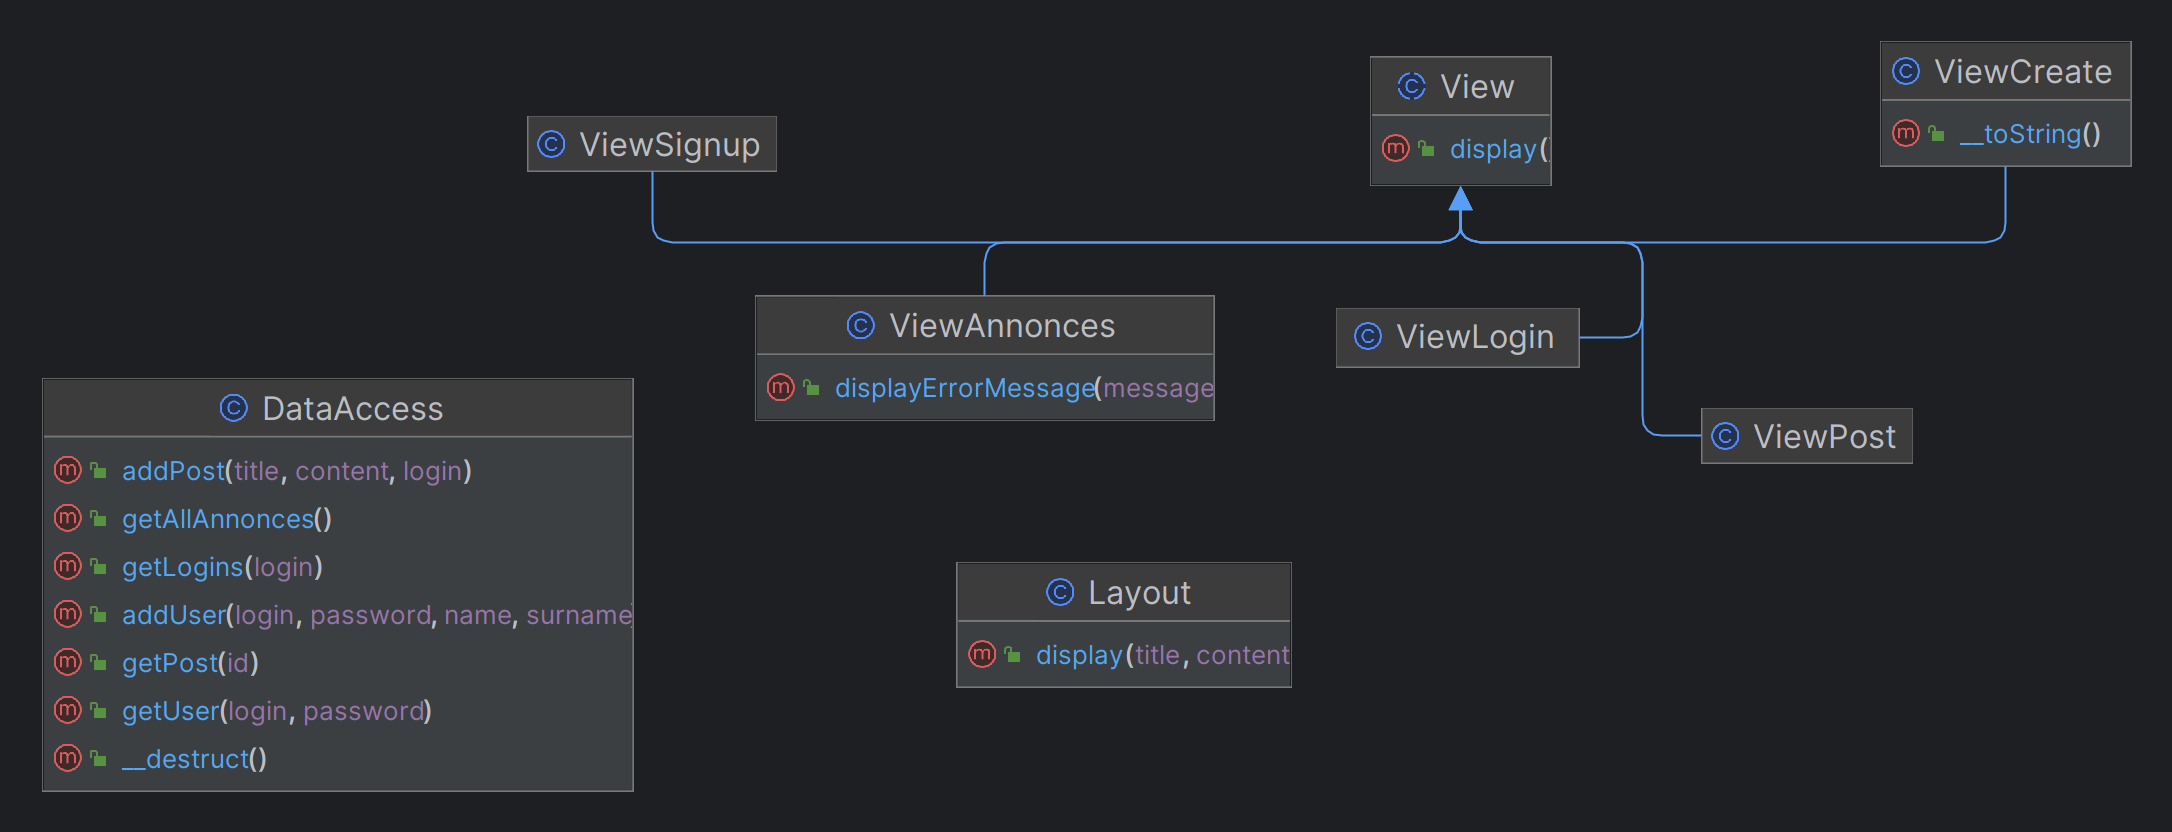 View
display()
ViewCreate
__toString()
ViewSignup
ViewAnnonces
displayErrorMessage(message
ViewLogin
ViewPost
DataAccess
addPost(title, content, login)
getAllAnnonces()
getLogins(login)
addUser(login, password, name, surname)
getPost(id)
getUser(login, password)
__destruct()
Layout
display(title, content